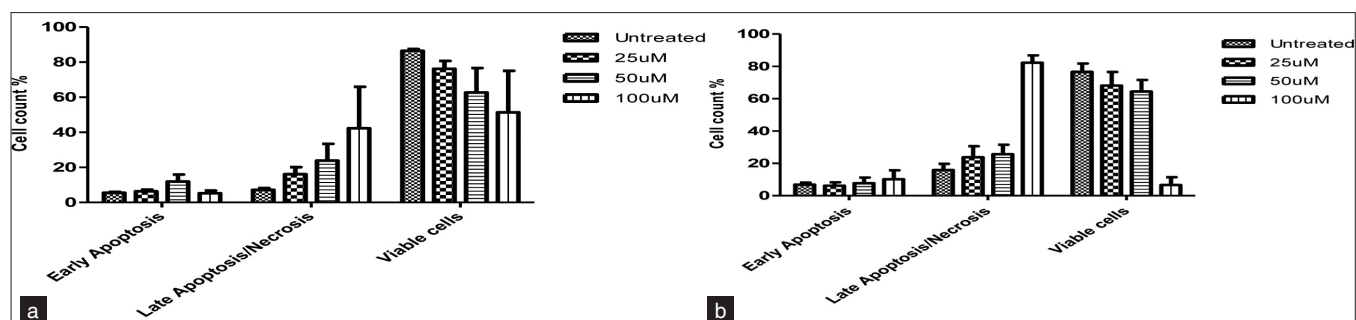 Cell count %
100
80
60
40
20
0
Early Apoptosis
Late Apoptosis/Necrosis
Viable cells
Untreated
25uM
50uM
100uM
a
Cell count %
100
80
60
40
20
0
Early Apoptosis
Late Apoptosis/Necrosis
Viable cells
Untreated
25uM
50uM
100uM
b